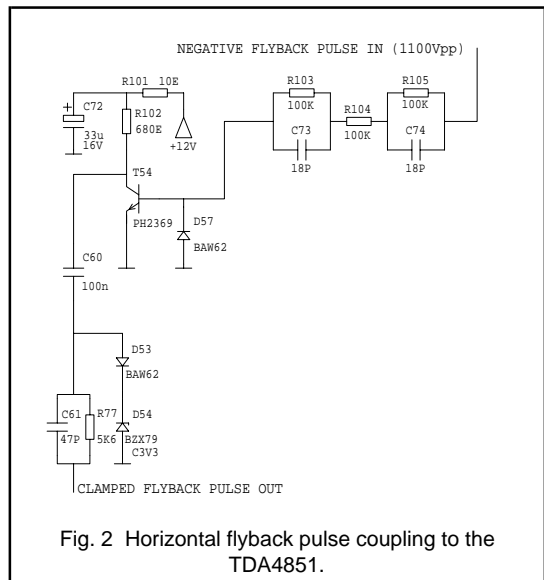 NEGATIVE FLYBACK PULSE IN (1100Vpp)
R101 10E
R103
100K
R105
100K
+
C72
33u
16V
R102
680E
+12V
R104
100K
C73
18P
C74
18P
T54
PH2369
D57
BAW62
C60
100n
D53
BAW62
C61
47P
R77
5K6
D54
BZX79
C3V3
CLAMPED FLYBACK PULSE OUT
Fig. 2 Horizontal flyback pulse coupling to the
TDA4851.